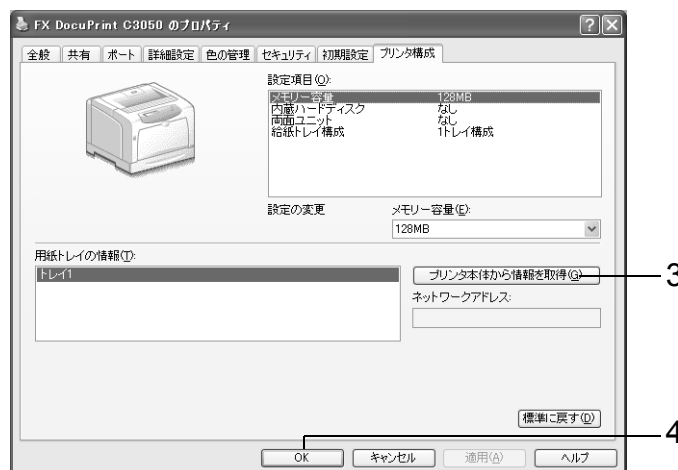 FX DocuPrint C3050 のプロパティ
全般 共有 ポート 詳細設定 色の管理 セキュリティ 初期設定 プリンタ構成
設定項目(O):
メモリー容量 128MB
内蔵ハードディスク なし
両面ユニット なし
給紙トレイ構成 1トレイ構成
設定の変更 メモリー容量(E):
128MB
用紙トレイの情報(T):
トレイ1
プリンタ本体から情報を取得(G) 3
ネットワークアドレス:
標準に戻す(D)
4
OK キャンセル 適用(A) ヘルプ